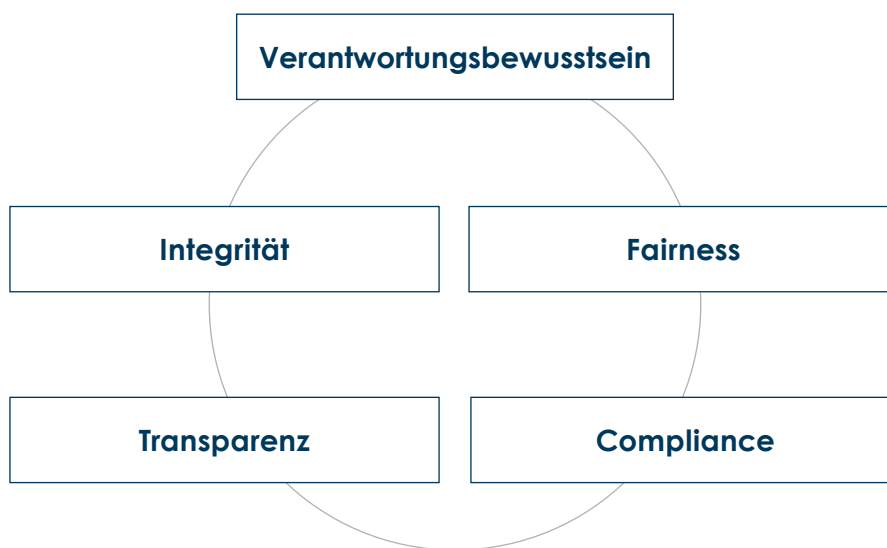 Verantwortungsbewusstsein
Integrität
Fairness
Transparenz
Compliance